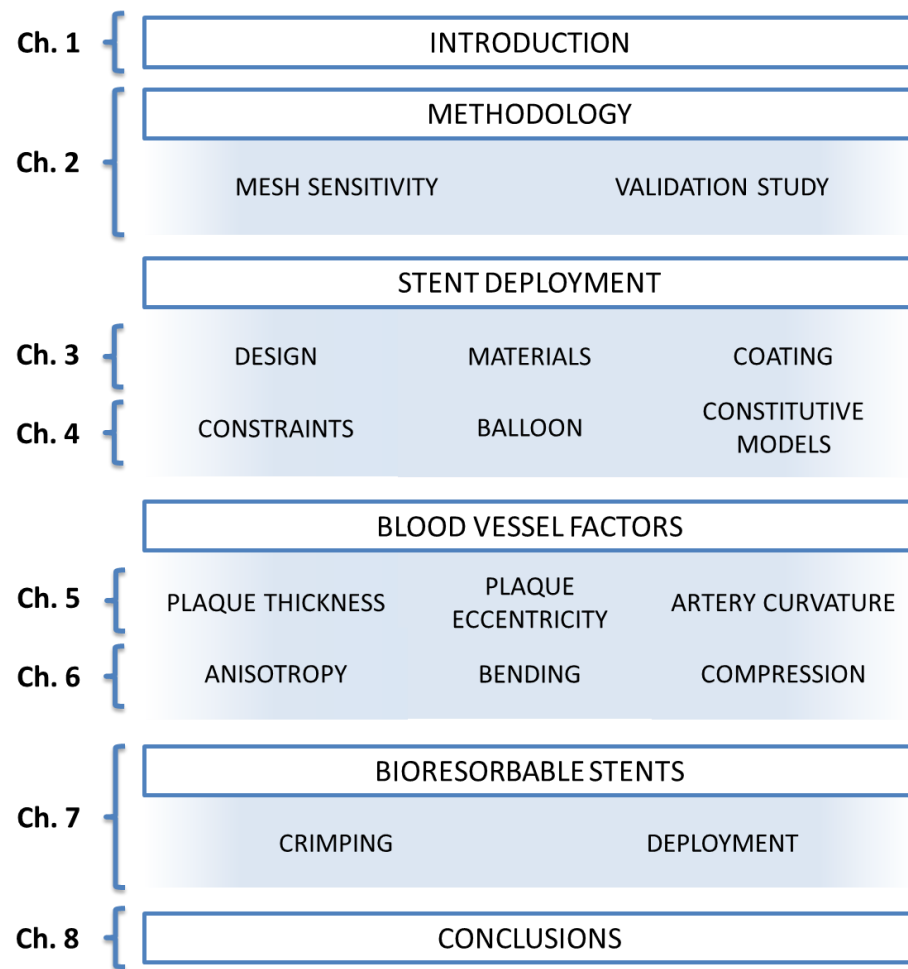 Ch. 1
INTRODUCTION
Ch. 2
METHODOLOGY
MESH SENSITIVITY
VALIDATION STUDY
STENT DEPLOYMENT
Ch. 3
DESIGN
MATERIALS
COATING
Ch. 4
CONSTRAINTS
BALLOON
CONSTITUTIVE
MODELS
BLOOD VESSEL FACTORS
Ch. 5
PLAQUE THICKNESS
PLAQUE
ECCENTRICITY
ARTERY CURVATURE
Ch. 6
ANISOTROPY
BENDING
COMPRESSION
Ch. 7
BIORESORBABLE STENTS
CRIMPING
DEPLOYMENT
Ch. 8
CONCLUSIONS